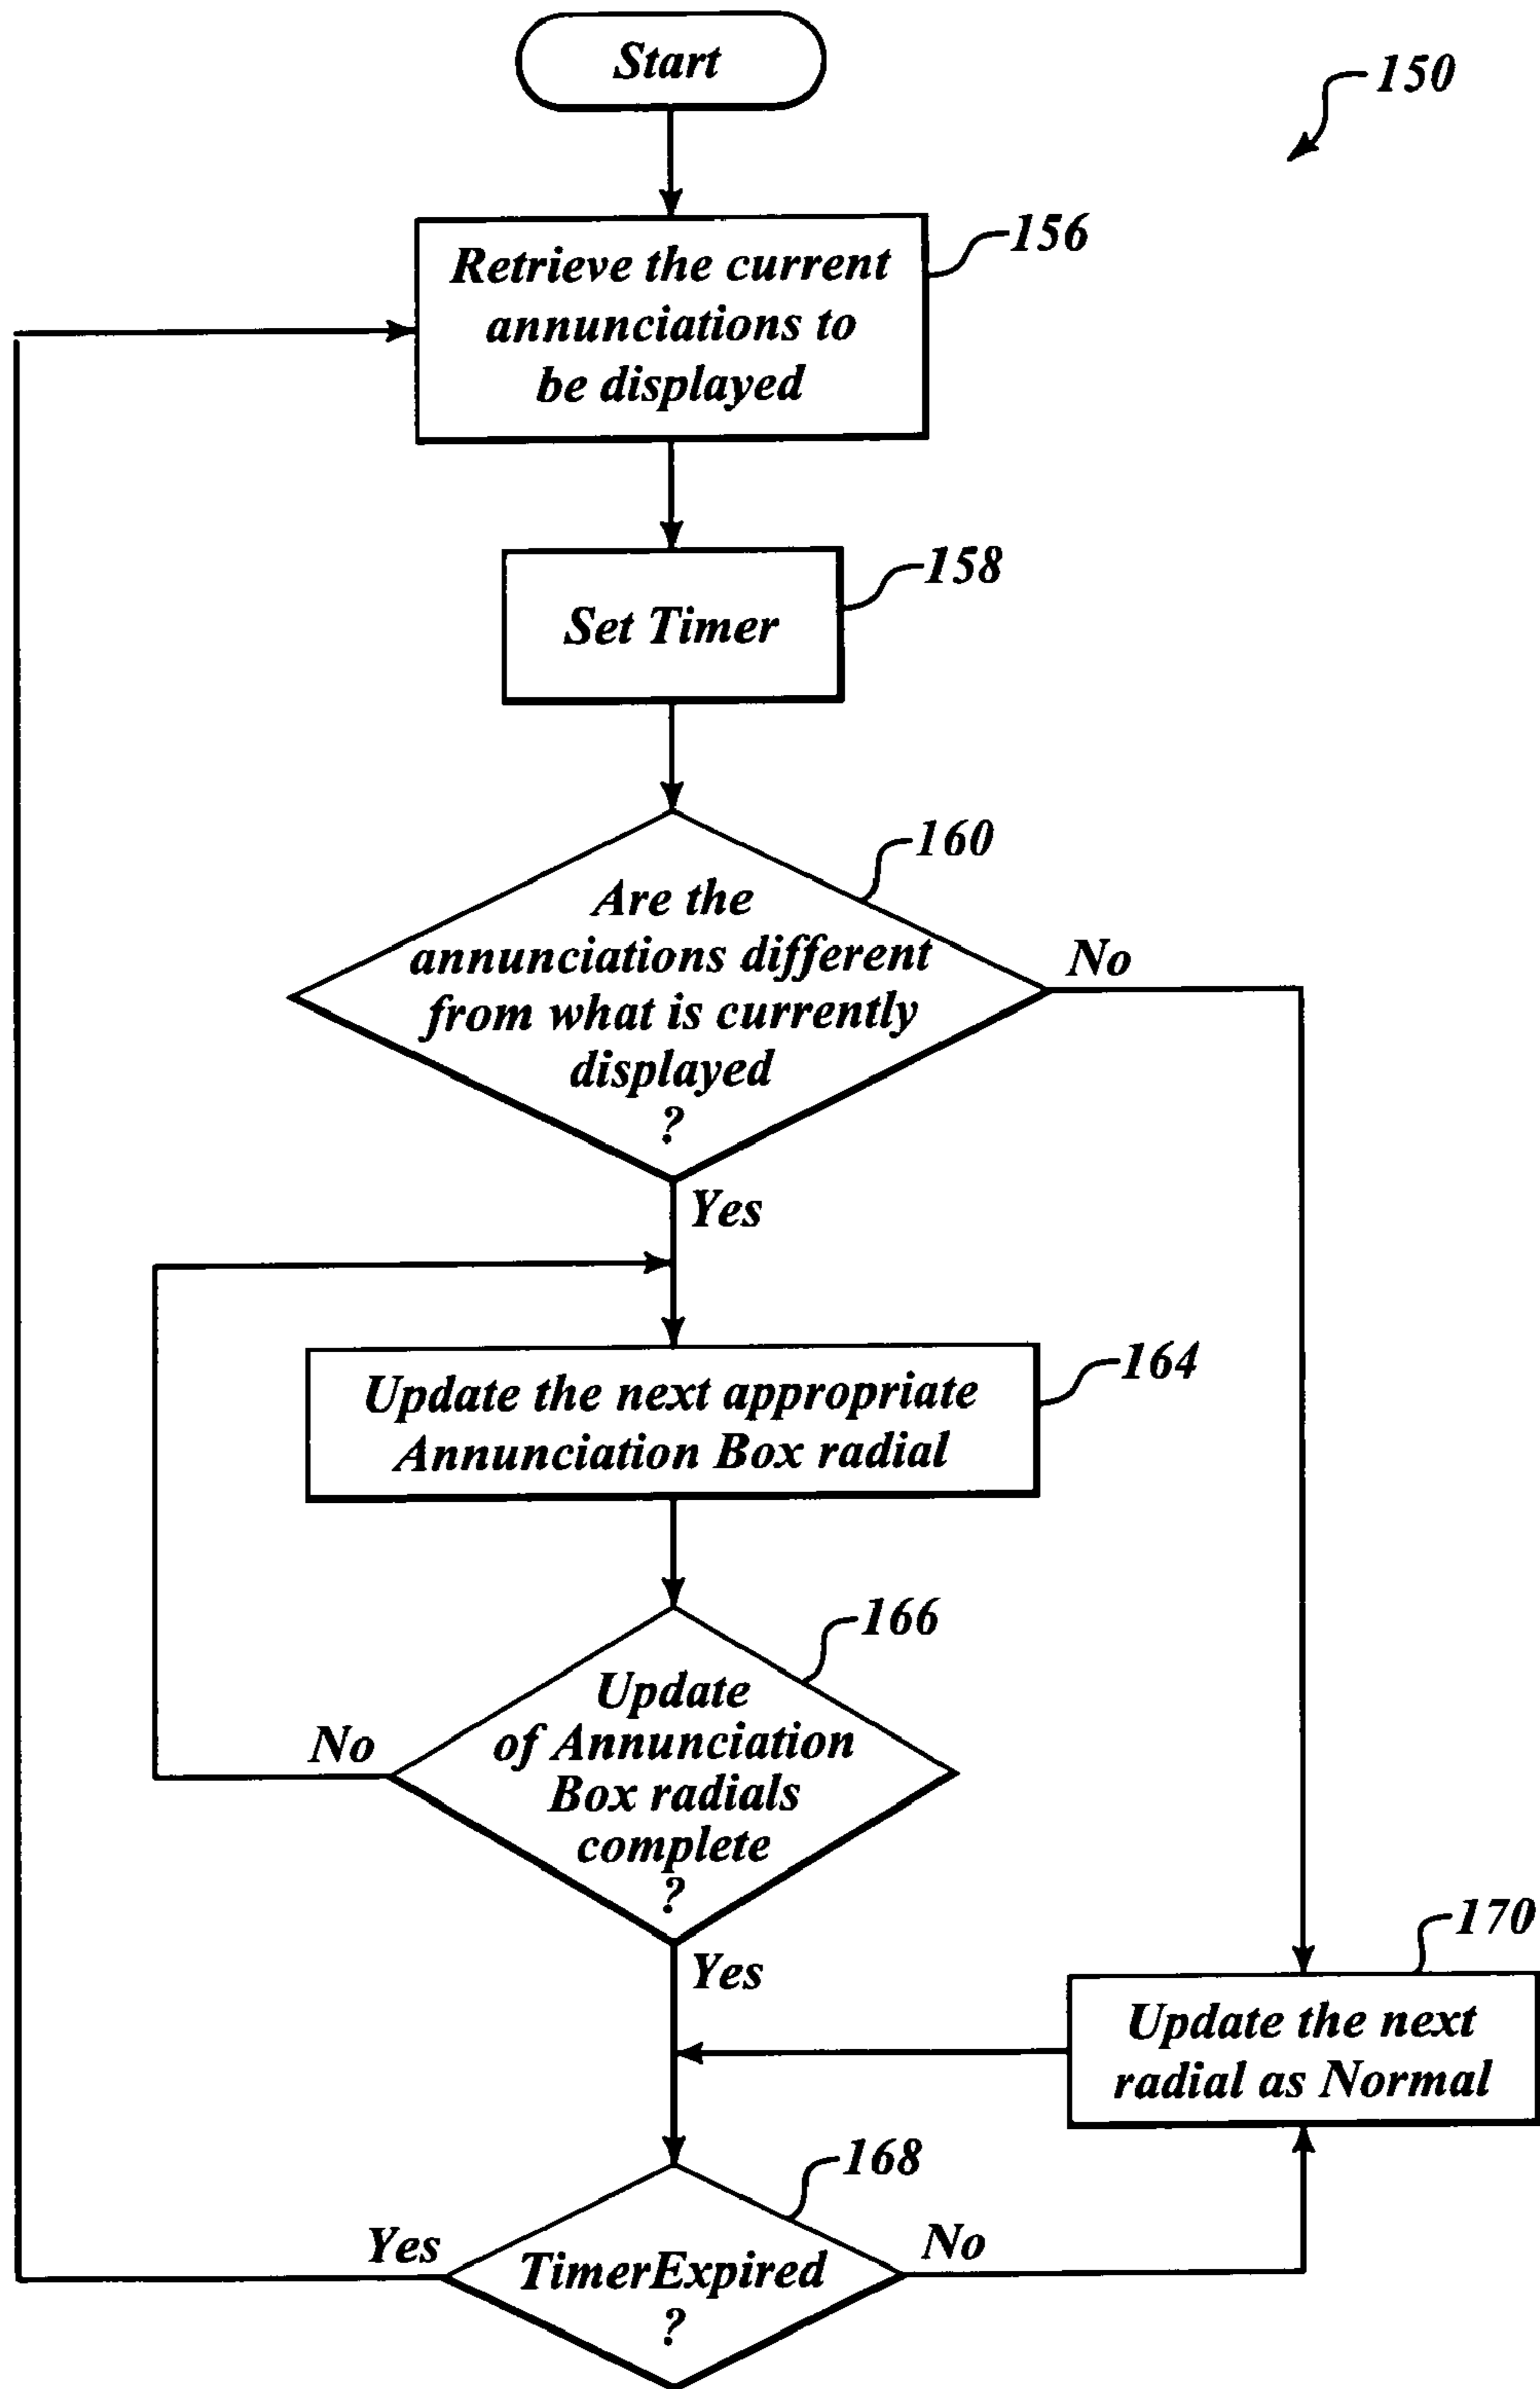 Start
150
156
Retrieve the current
annunciations to
be displayed
158
Set Timer
160
Are the
annunciations different
from what is currently
displayed
?
No
Yes
164
Update the next appropriate
Annunciation Box radial
166
Update
of Annunciation
Box radials
complete
?
No
Yes
170
Update the next
radial as Normal
168
Yes
No
TimerExpired
?